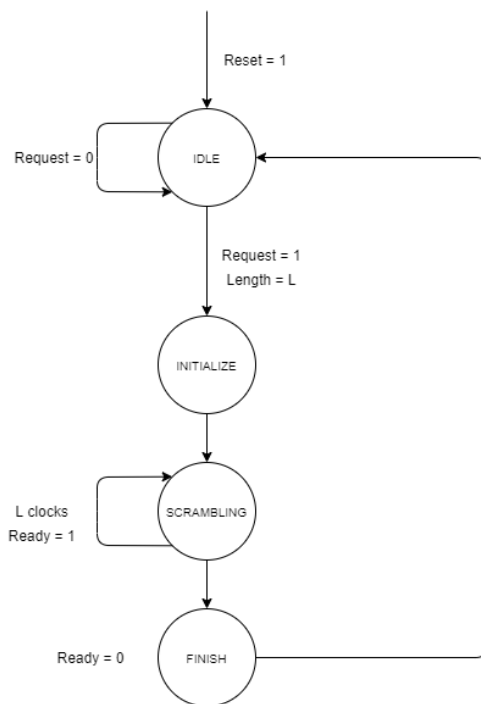 Reset = 1
Request = 0
IDLE
Request = 1
Length = L
INITIALIZE
L clocks
Ready = 1
SCRAMBLING
Ready = 0
FINISH